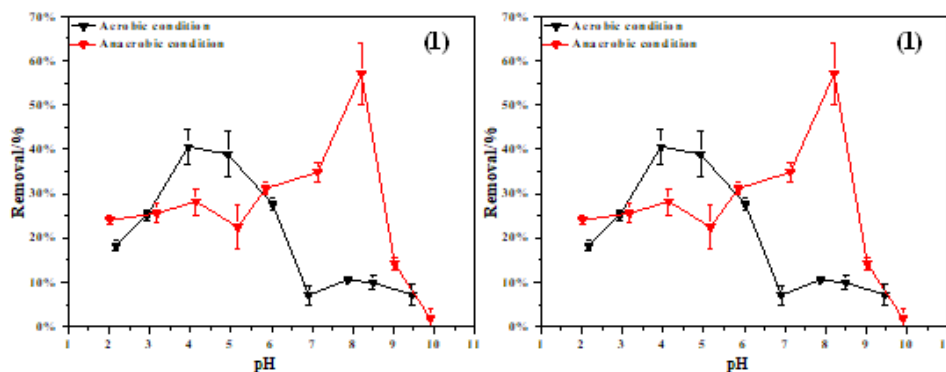 70%
60%
50%
40%
30%
20%
10%
0%
Removal/%
Aerobic condition
Anaerobic condition
(1)
1 2 3 4 5 6 7 8 9 10 11
pH
70%
60%
50%
40%
30%
20%
10%
0%
Removal/%
Aerobic condition
Anaerobic condition
(1)
1 2 3 4 5 6 7 8 9 10
pH